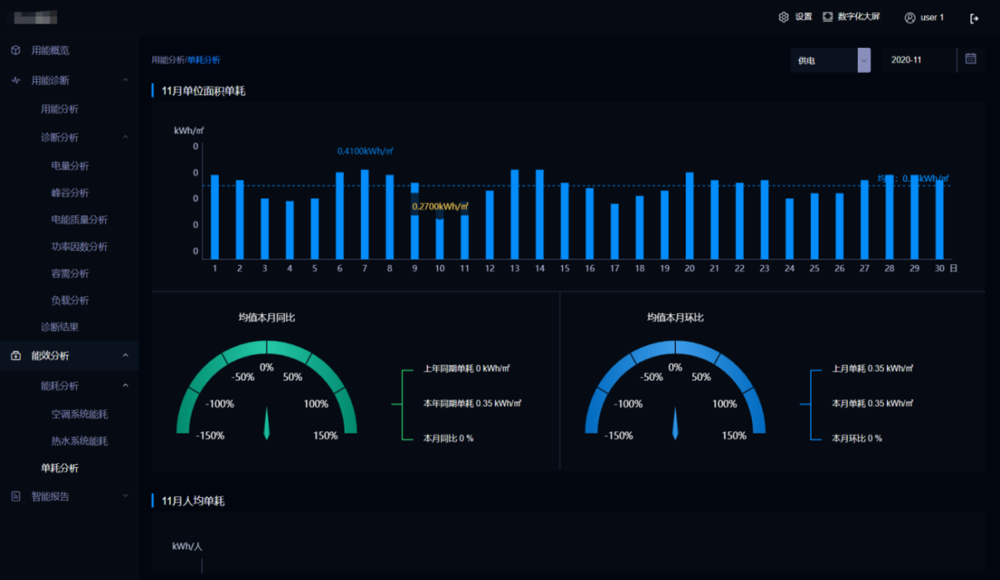 设置
数字化大屏
user 1
用能概览
用能诊断
用能分析
诊断分析
电量分析
峰谷分析
电能质量分析
功率因数分析
容需分析
负载分析
诊断结果
能效分析
能耗分析
空调系统能耗
热水系统能耗
单耗分析
智能报告
用能分析/单耗分析
供电
2020-11
11月单位面积单耗
kWh/㎡
0
0
0
0
0
0.4100kWh/㎡
0.2700kWh/㎡
kWh/㎡
1 2 3 4 5 6 7 8 9 10 11 12 13 14 15 16 17 18 19 20 21 22 23 24 25 26 27 28 29 30 日
均值本月同比
0%
-50% 50%
-100% 100%
-150% 150%
上年同期单耗 0 kWh/㎡
本年同期单耗 0.35 kWh/㎡
本月同比 0 %
均值本月环比
0%
-50% 50%
-100% 100%
-150% 150%
上月单耗 0.35 kWh/㎡
本月单耗 0.35 kWh/㎡
本月环比 0 %
11月人均单耗
kWh/人